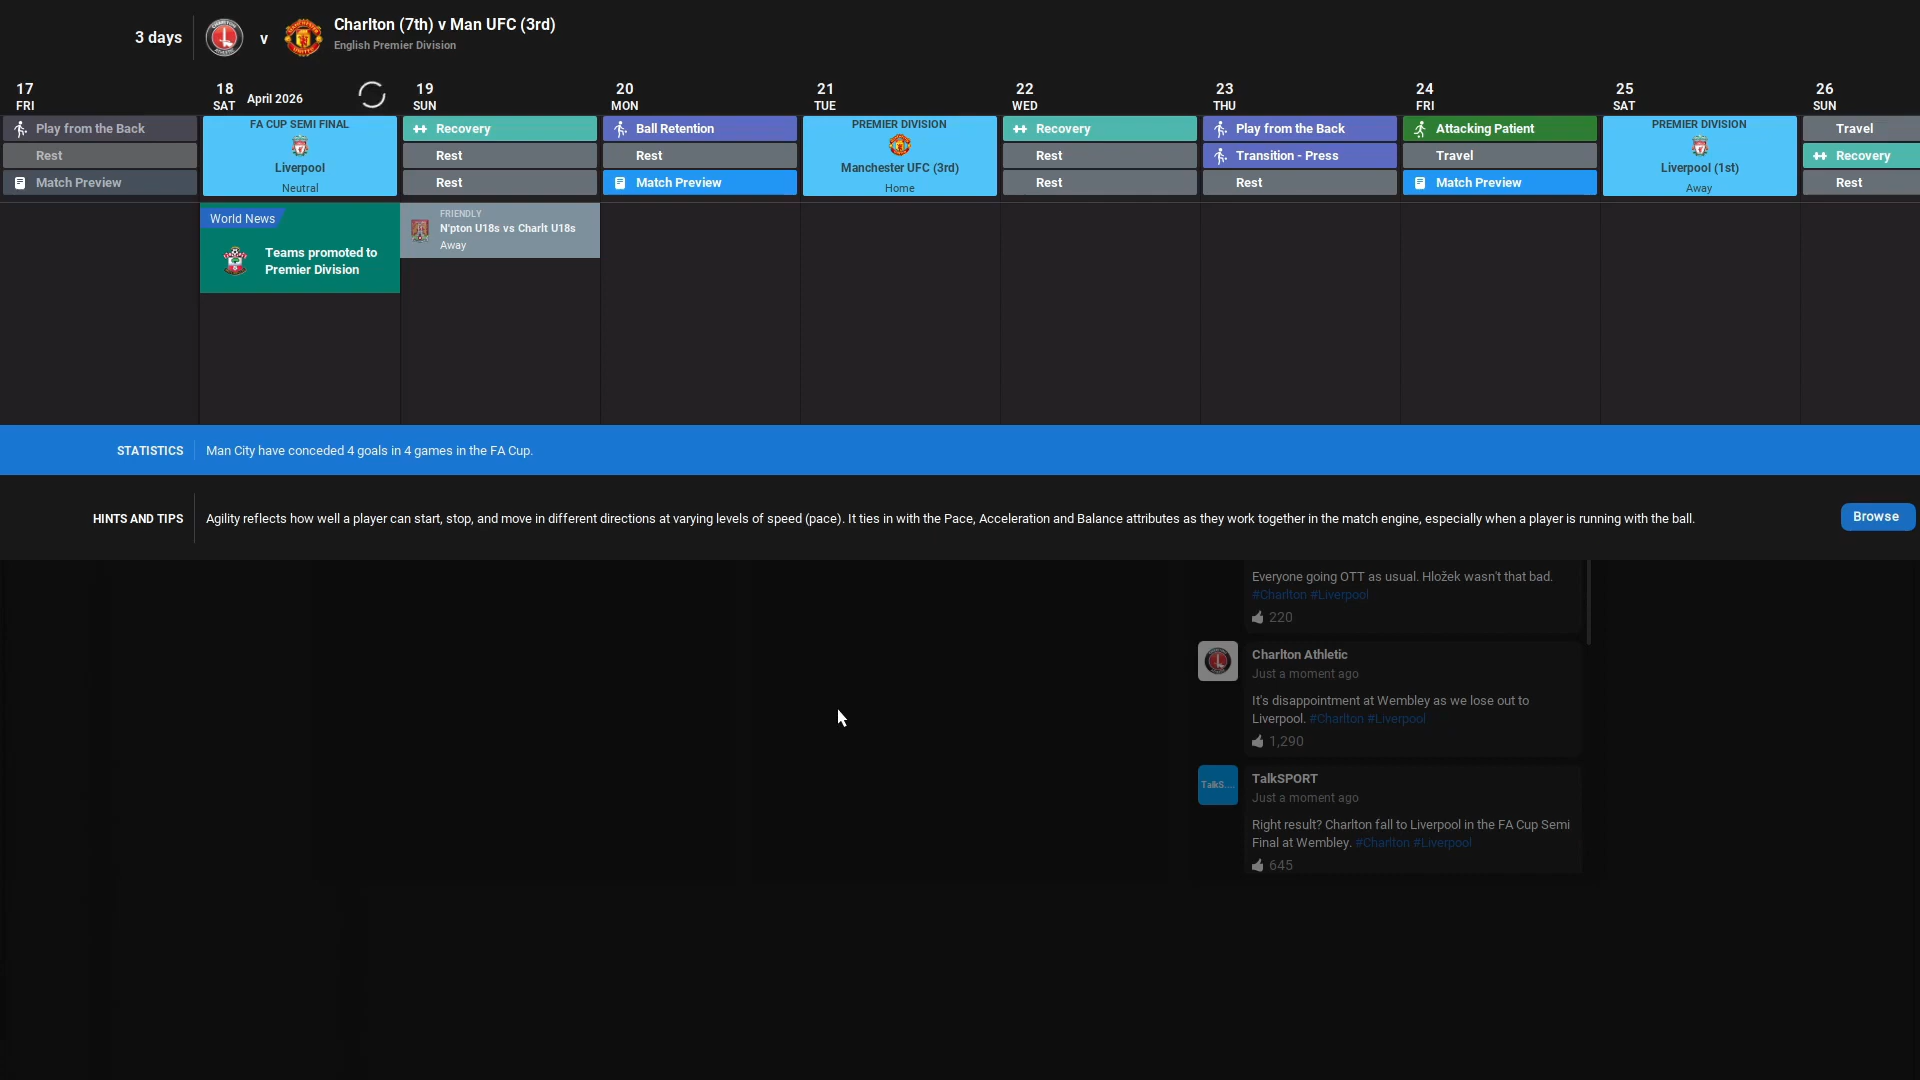 3 days
v
Charlton (7th) v Man UFC (3rd)
English Premier Division
17
FRI
18
SAT
April 2026
19
SUN
20
MON
21
TUE
22
WED
23
THU
24
FRI
25
SAT
26
SUN
Play from the Back
Rest
Match Preview
FA CUP SEMI FINAL
Liverpool
Neutral
Recovery
Rest
Rest
Ball Retention
Rest
Match Preview
PREMIER DIVISION
Manchester UFC (3rd)
Home
Recovery
Rest
Rest
Play from the Back
Transition - Press
Rest
Attacking Patient
Travel
Match Preview
PREMIER DIVISION
Liverpool (1st)
Away
Travel
Recovery
Rest
World News
Teams promoted to
Premier Division
FRIENDLY
N'pton U18s vs Charlt U18s
Away
STATISTICS
Man City have conceded 4 goals in 4 games in the FA Cup.
HINTS AND TIPS
Agility reflects how well a player can start, stop, and move in different directions at varying levels of speed (pace). It ties in with the Pace, Acceleration and Balance attributes as they work together in the match engine, especially when a player is running with the ball.
Browse
Everyone going OTT as usual. Hložek wasn't that bad.
#Charlton #Liverpool
220
Charlton Athletic
Just a moment ago
It's disappointment at Wembley as we lose out to
Liverpool. #Charlton #Liverpool
1,290
TalkS...
TalkSPORT
Just a moment ago
Right result? Charlton fall to Liverpool in the FA Cup Semi
Final at Wembley. #Charlton #Liverpool
645